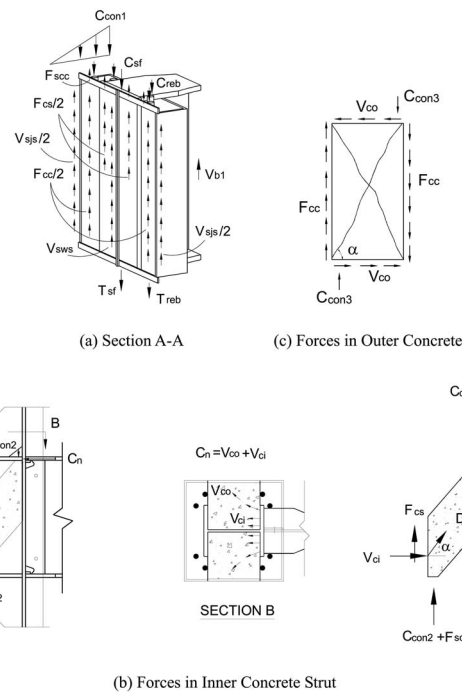 Ccon1
Csf
Fscc
Creb
Fcs/2
Vsjs/2
Fcc/2
Vb1
Vsws
Vsjs/2
Tsf
Treb
(a) Section A-A
Ccon3
Vco
Fcc
Fcc
α
Vco
Ccon3
(c) Forces in Outer Concrete
B
on2
Cn
2
Cn =Vco +Vci
Vco
Vci
SECTION B
Fcs
D
Vci
α
Ccon2 +Fsc
(b) Forces in Inner Concrete Strut